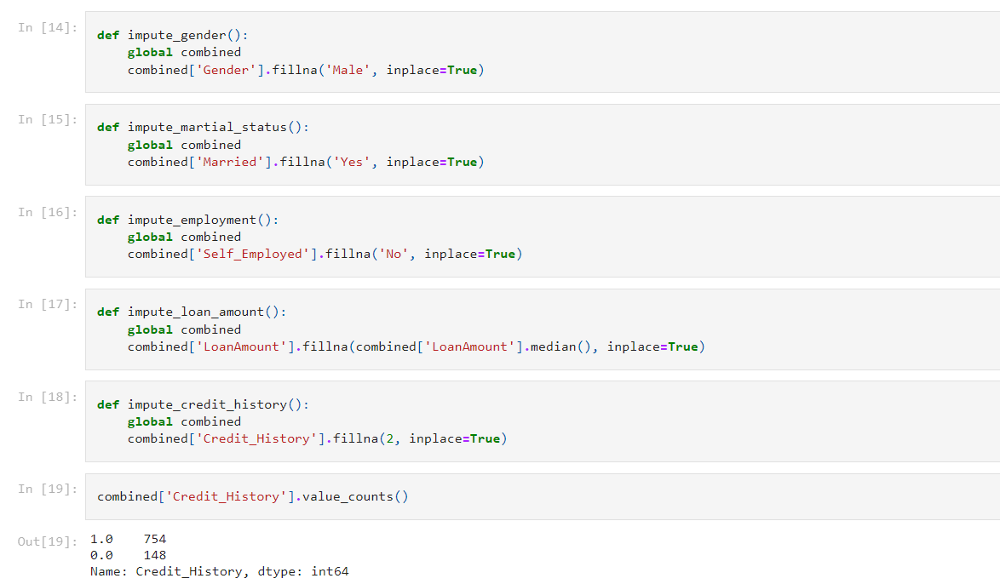 In [14]:
def impute_gender():
global combined
combined['Gender'].fillna('Male', inplace=True)
In [15]:
def impute_martial_status():
global combined
combined['Married'].fillna('Yes', inplace=True)
In [16]:
def impute_employment():
global combined
combined['Self_Employed'].fillna('No', inplace=True)
In [17]:
def impute_loan_amount():
global combined
combined['LoanAmount'].fillna(combined['LoanAmount'].median(), inplace=True)
In [18]:
def impute_credit_history():
global combined
combined['Credit_History'].fillna(2, inplace=True)
In [19]:
combined['Credit_History'].value_counts()
Out[19]:
1.0    754
0.0    148
Name: Credit_History, dtype: int64